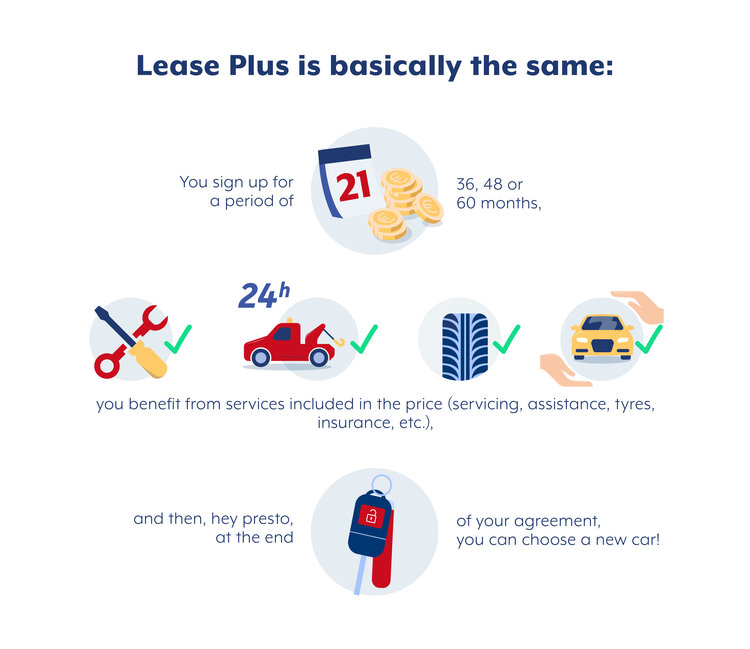 Lease Plus is basically the same:
You sign up for
a period of
21
36, 48 or
60 months,
24h
you benefit from services included in the price (servicing, assistance, tyres,
insurance, etc.),
and then, hey presto,
at the end
of your agreement,
you can choose a new car!